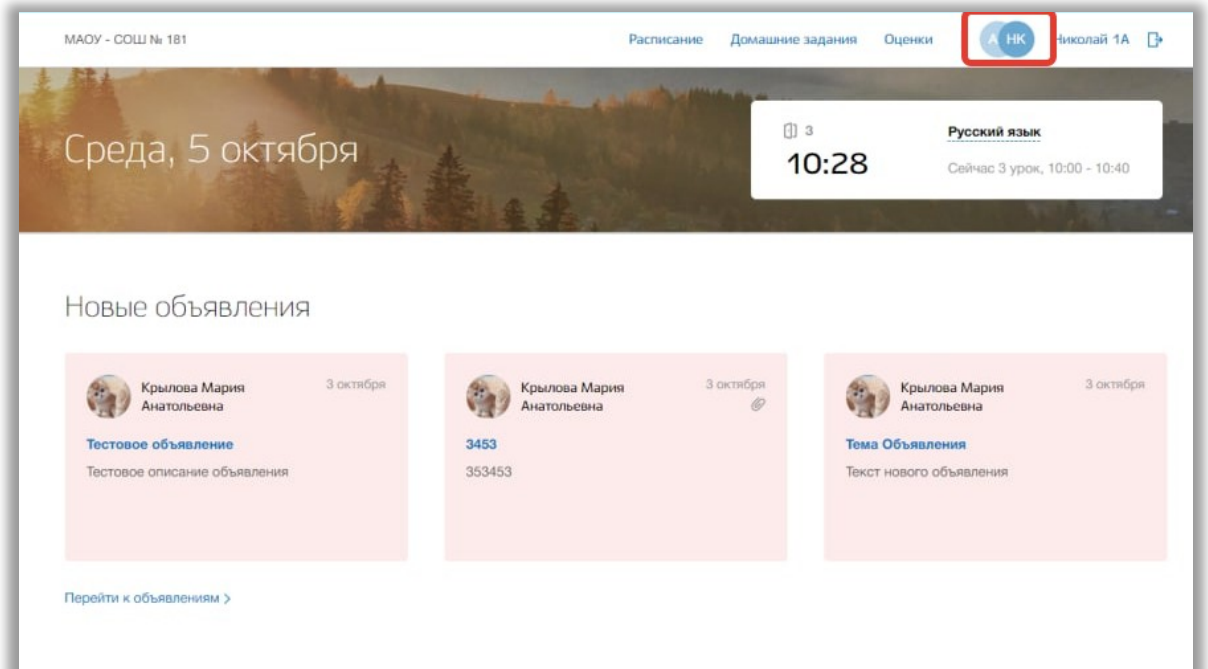 МАОУ - СОШ № 181
Расписание Домашние задания Оценки А НК Николай 1А
Среда, 5 октября
3 Русский язык
10:28 Сейчас 3 урок, 10:00 - 10:40
Новые объявления
Крылова Мария Анатольевна 3 октября
Тестовое объявление
Тестовое описание объявления
Крылова Мария Анатольевна 3 октября
3453
353453
Крылова Мария Анатольевна 3 октября
Тема Объявления
Текст нового объявления
Перейти к объявлениям >